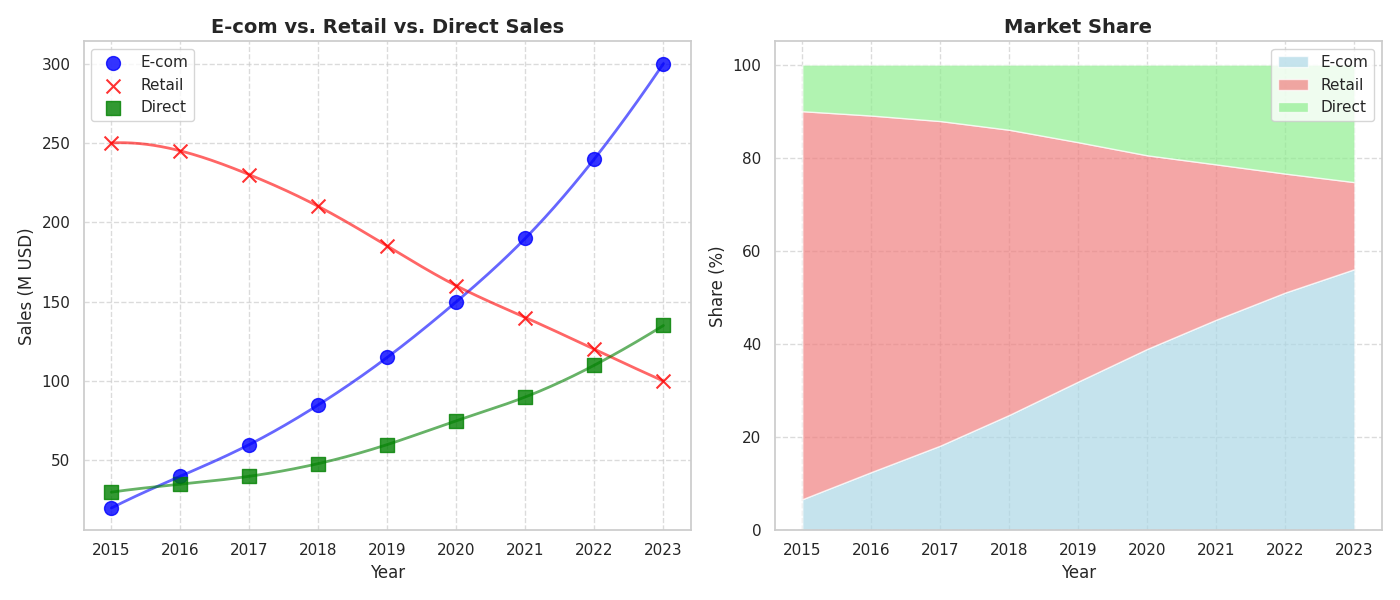 E-com vs. Retail vs. Direct Sales
E-com
Retail
Direct
300
250
200
150
100
50
Sales (M USD)
2015 2016 2017 2018 2019 2020 2021 2022 2023
Year
Market Share
E-com
Retail
Direct
100
80
60
40
20
0
Share (%)
2015 2016 2017 2018 2019 2020 2021 2022 2023
Year